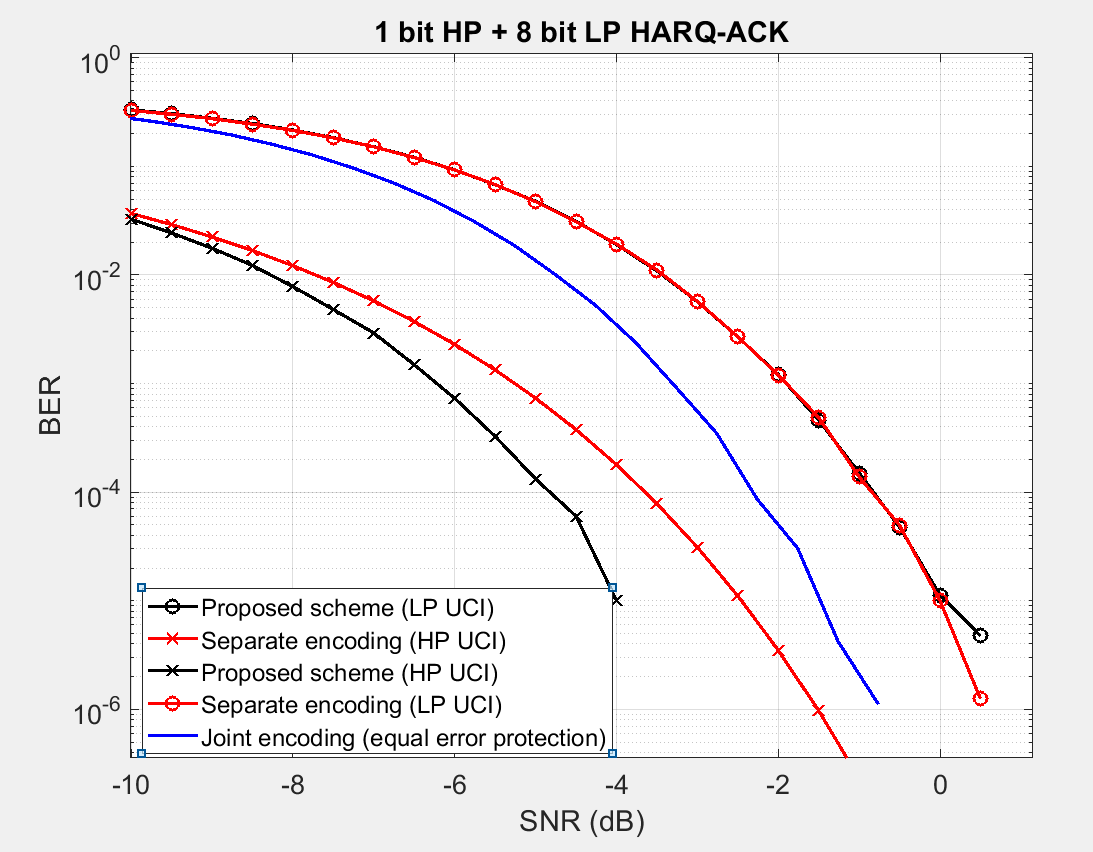 1 bit HP + 8 bit LP HARQ-ACK
10^0
10^-2
10^-4
10^-6
BER
Proposed scheme (LP UCI)
Separate encoding (HP UCI)
Proposed scheme (HP UCI)
Separate encoding (LP UCI)
Joint encoding (equal error protection)
-10 -8 -6 -4 -2 0
SNR (dB)